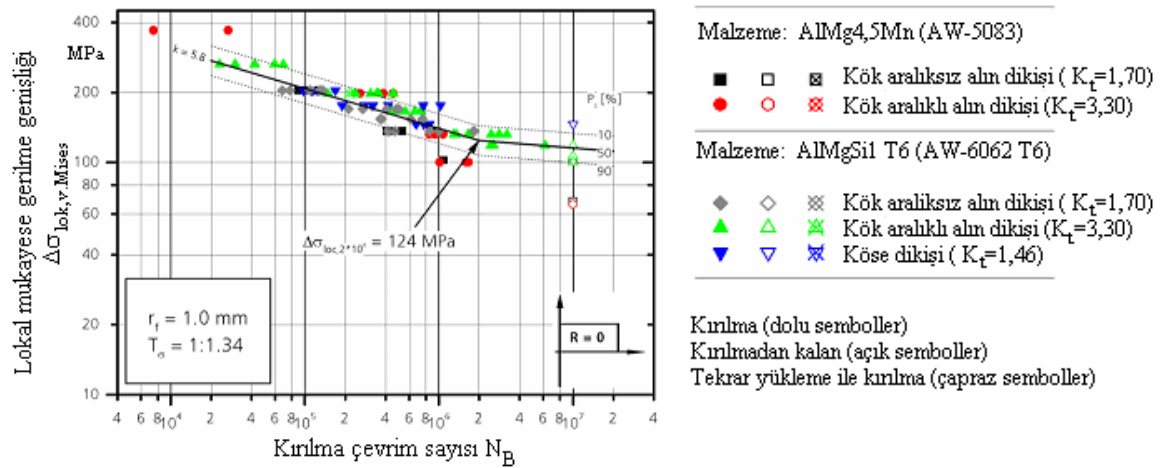 Lokal mukayese gerilme genişliği
Δσlok,v.Mises
400
MPa
200
100
80
60
40
20
10
k = 5,8
P, [%]
10
50
90
Δσloc,2*10⁶ = 124 MPa
rf = 1.0 mm
Tσ = 1:1.34
R = 0
4 6 8 10⁴ 2 4 6 8 10⁵ 2 4 6 8 10⁶ 2 4 6 8 10⁷ 2 4
Kırılma çevrim sayısı NB
Malzeme: AlMg4,5Mn (AW-5083)
Kök aralıksız alın dikişi ( Kt=1,70)
Kök aralıklı alın dikişi (Kt=3,30)
Malzeme: AlMgSi1 T6 (AW-6062 T6)
Kök aralıksız alın dikişi ( Kt=1,70)
Kök aralıklı alın dikişi (Kt=3,30)
Köse dikişi ( Kt=1,46)
Kırılma (dolu semboller)
Kırılmadan kalan (açık semboller)
Tekrar yükleme ile kırılma (çapraz semboller)